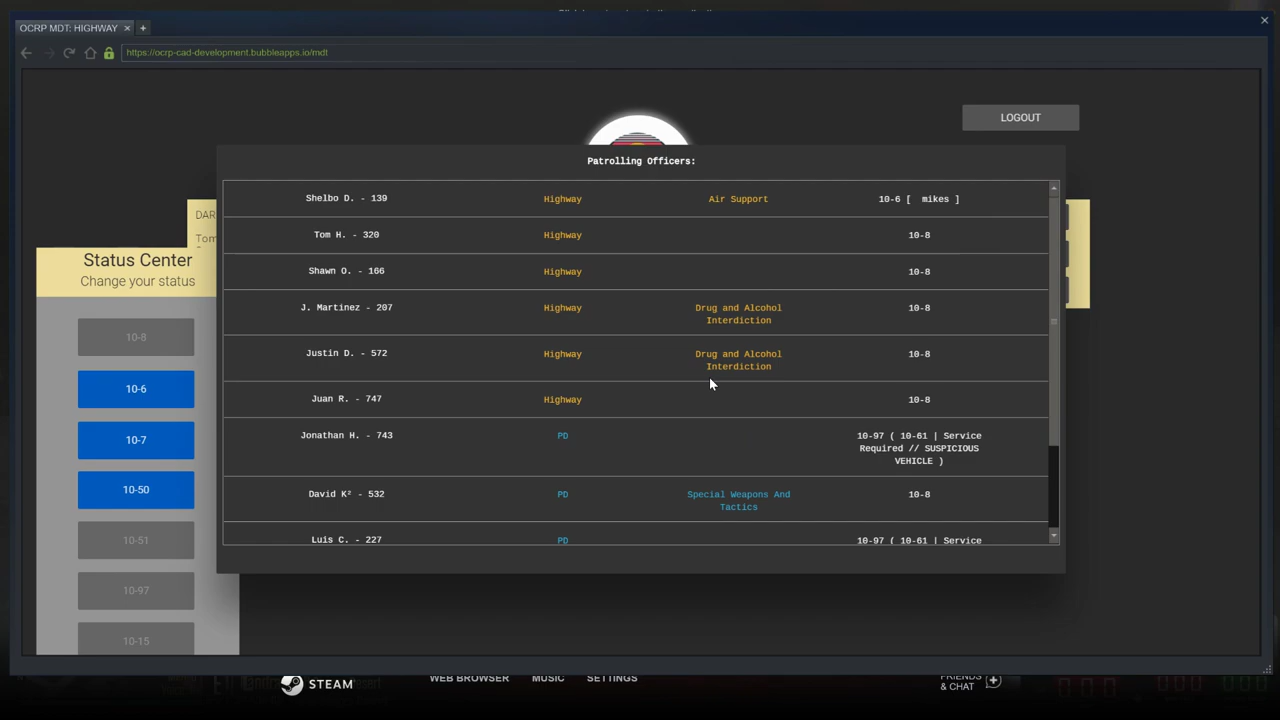 OCRP MDT: HIGHWAY
https://ocrp-cad-development.bubbleapps.io/mdt
LOGOUT
Patrolling Officers:
Shelbo D. - 139 Highway Air Support 10-6 [ mikes ]
Tom H. - 320 Highway 10-8
Shawn O. - 166 Highway 10-8
J. Martinez - 207 Highway Drug and Alcohol Interdiction 10-8
Justin D. - 572 Highway Drug and Alcohol Interdiction 10-8
Juan R. - 747 Highway 10-8
Jonathan H. - 743 PD 10-97 ( 10-61 | Service Required // SUSPICIOUS VEHICLE )
David K² - 532 PD Special Weapons And Tactics 10-8
Luis C. - 227 PD 10-97 ( 10-61 | Service
DAR
Tom
Status Center
Change your status
10-8
10-6
10-7
10-50
10-51
10-97
10-15
STEAM
WEB BROWSER
MUSIC
SETTINGS
FRIENDS
& CHAT